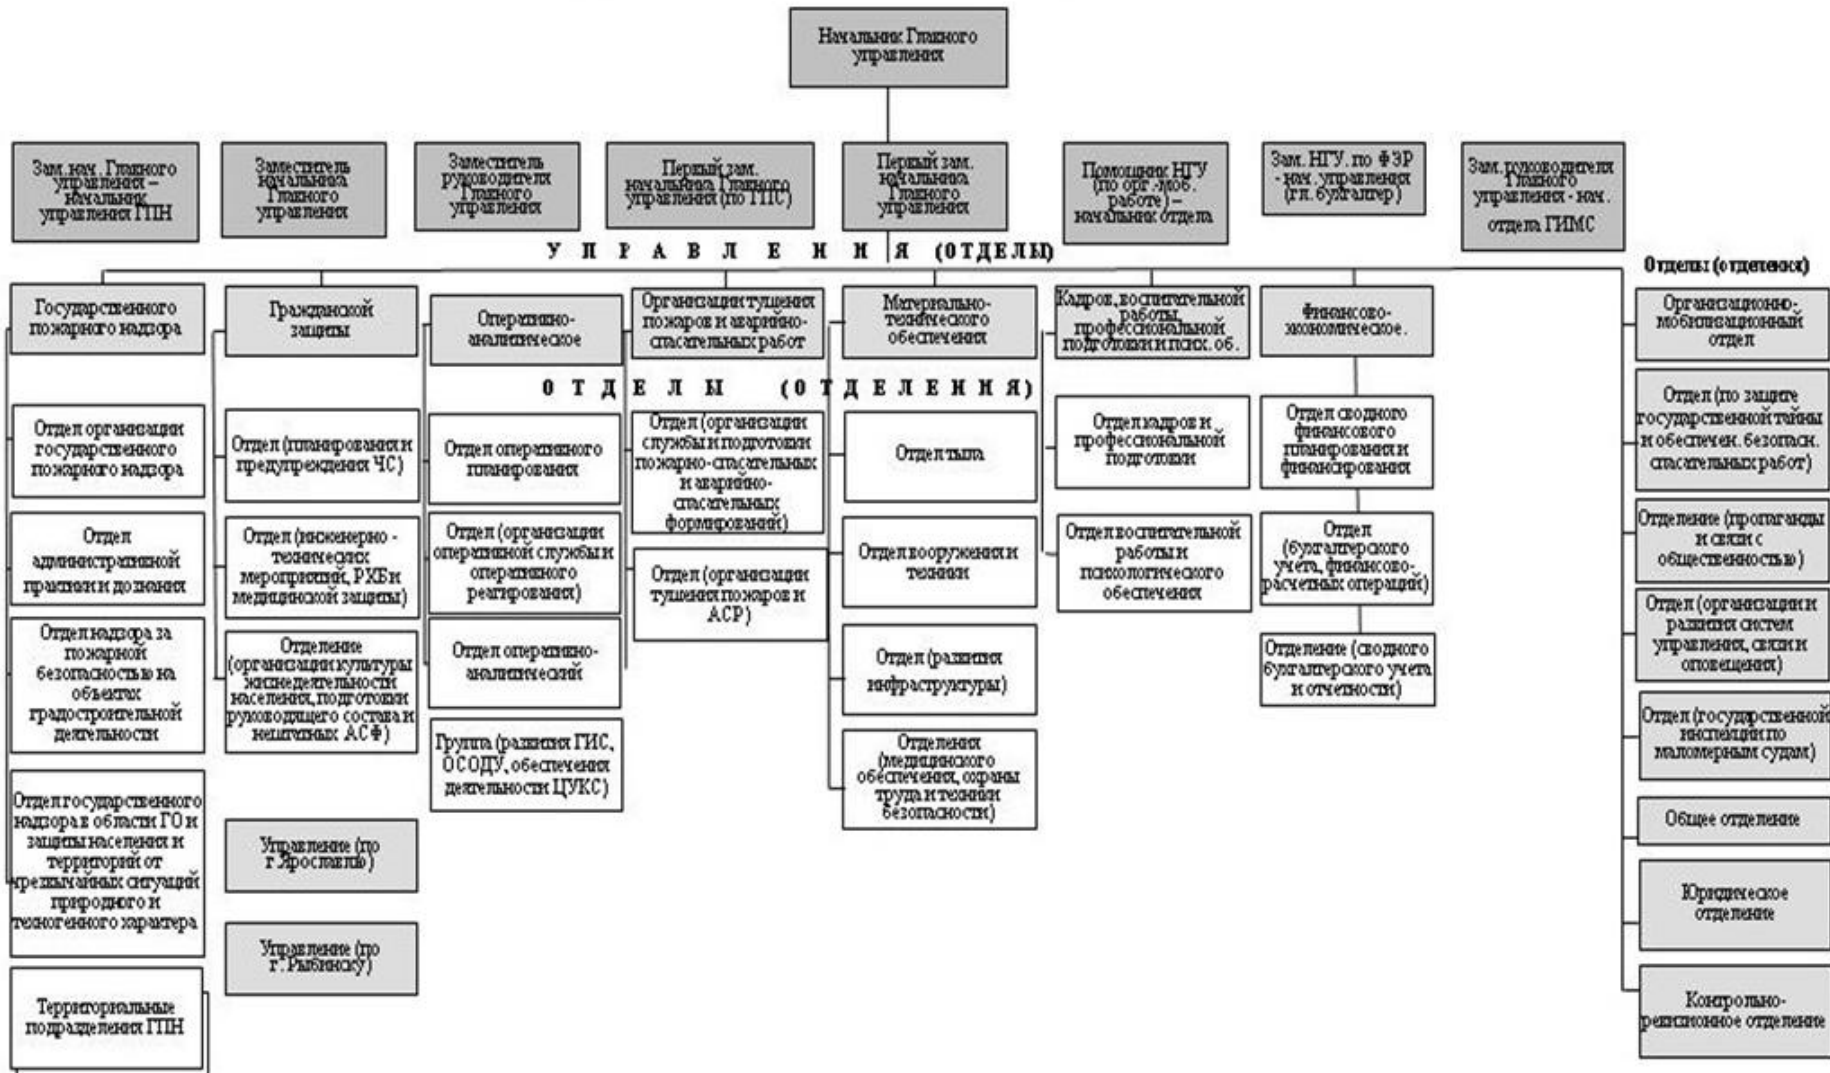 Начальник Главного
управления
Зам. нач. Главного
управления –
начальник
управления ГПН
Заместитель
начальника
Главного
управления
Заместитель
руководителя
Главного
управления
Первый зам.
начальника Главного
управления (по ГПС)
Первый зам.
начальника
Главного
управления
Помощник НГУ
(по орг.-моб.
работе) –
начальник отдела
Зам. НГУ. по ФЭР
- нач. управления
(гл. бухгалтер)
Зам. руководителя
Главного
управления - нач.
отдела ГИМС
У П Р А В Л Е Н И Я (ОТДЕЛЫ)
Государственного
пожарного надзора
Гражданской
защиты
Оперативно-
аналитическое
Организации тушения
пожаров и аварийно-
спасательных работ
Материально-
технического
обеспечения
Кадров, воспитательной
работы,
профессиональной
подготовки и псих. об.
Финансово-
экономическое.
О Т Д Е Л Ы (О Т Д Е Л Е Н И Я)
Отдел организации
государственного
пожарного надзора
Отдел
административной
практики и дознания
Отдел надзора за
пожарной
безопасностью на
объектах
градостроительной
деятельности
Отдел государственного
надзора в области ГО и
защиты населения и
территорий от
чрезвычайных ситуаций
природного и
техногенного характера
Территориальные
подразделения ГПН
Отдел (планирования и
предупреждения ЧС)
Отдел (инженерно -
технических
мероприятий, РХБ и
медицинской защиты)
Отделение
(организации культуры
жизнедеятельности
населения, подготовки
руководящего состава и
нештатных АСФ)
Управление (по
г. Ярославлю)
Управление (по
г. Рыбинску)
Отдел оперативного
планирования
Отдел (организации
оперативной службы и
оперативного
реагирования)
Отдел оперативно-
аналитический
Группа (развития ГИС,
ОСОДУ, обеспечения
деятельности ЦУКС)
Отдел (организации
службы и подготовки
пожарно-спасательных
и аварийно-
спасательных
формирований)
Отдел (организации
тушения пожаров и
АСР)
Отдел тыла
Отдел вооружения и
техники
Отдел (развития
инфраструктуры)
Отделения
(медицинского
обеспечения, охраны
труда и техники
безопасности)
Отдел кадров и
профессиональной
подготовки
Отдел воспитательной
работы и
психологического
обеспечения
Отдел сводного
финансового
планирования и
финансирования
Отдел
(бухгалтерского
учета, финансово-
расчетных операций)
Отделение (сводного
бухгалтерского учета
и отчетности)
Отделы (отделения)
Организационно-
мобилизационный
отдел
Отдел (по защите
государственной тайны
и обеспечен. безопасн.
спасательных работ)
Отделение (пропаганды
и связи с
общественностью)
Отдел (организации и
развития систем
управления, связи и
оповещения)
Отдел (государственной
инспекции по
маломерным судам)
Общее отделение
Юридическое
отделение
Контрольно-
ревизионное отделение